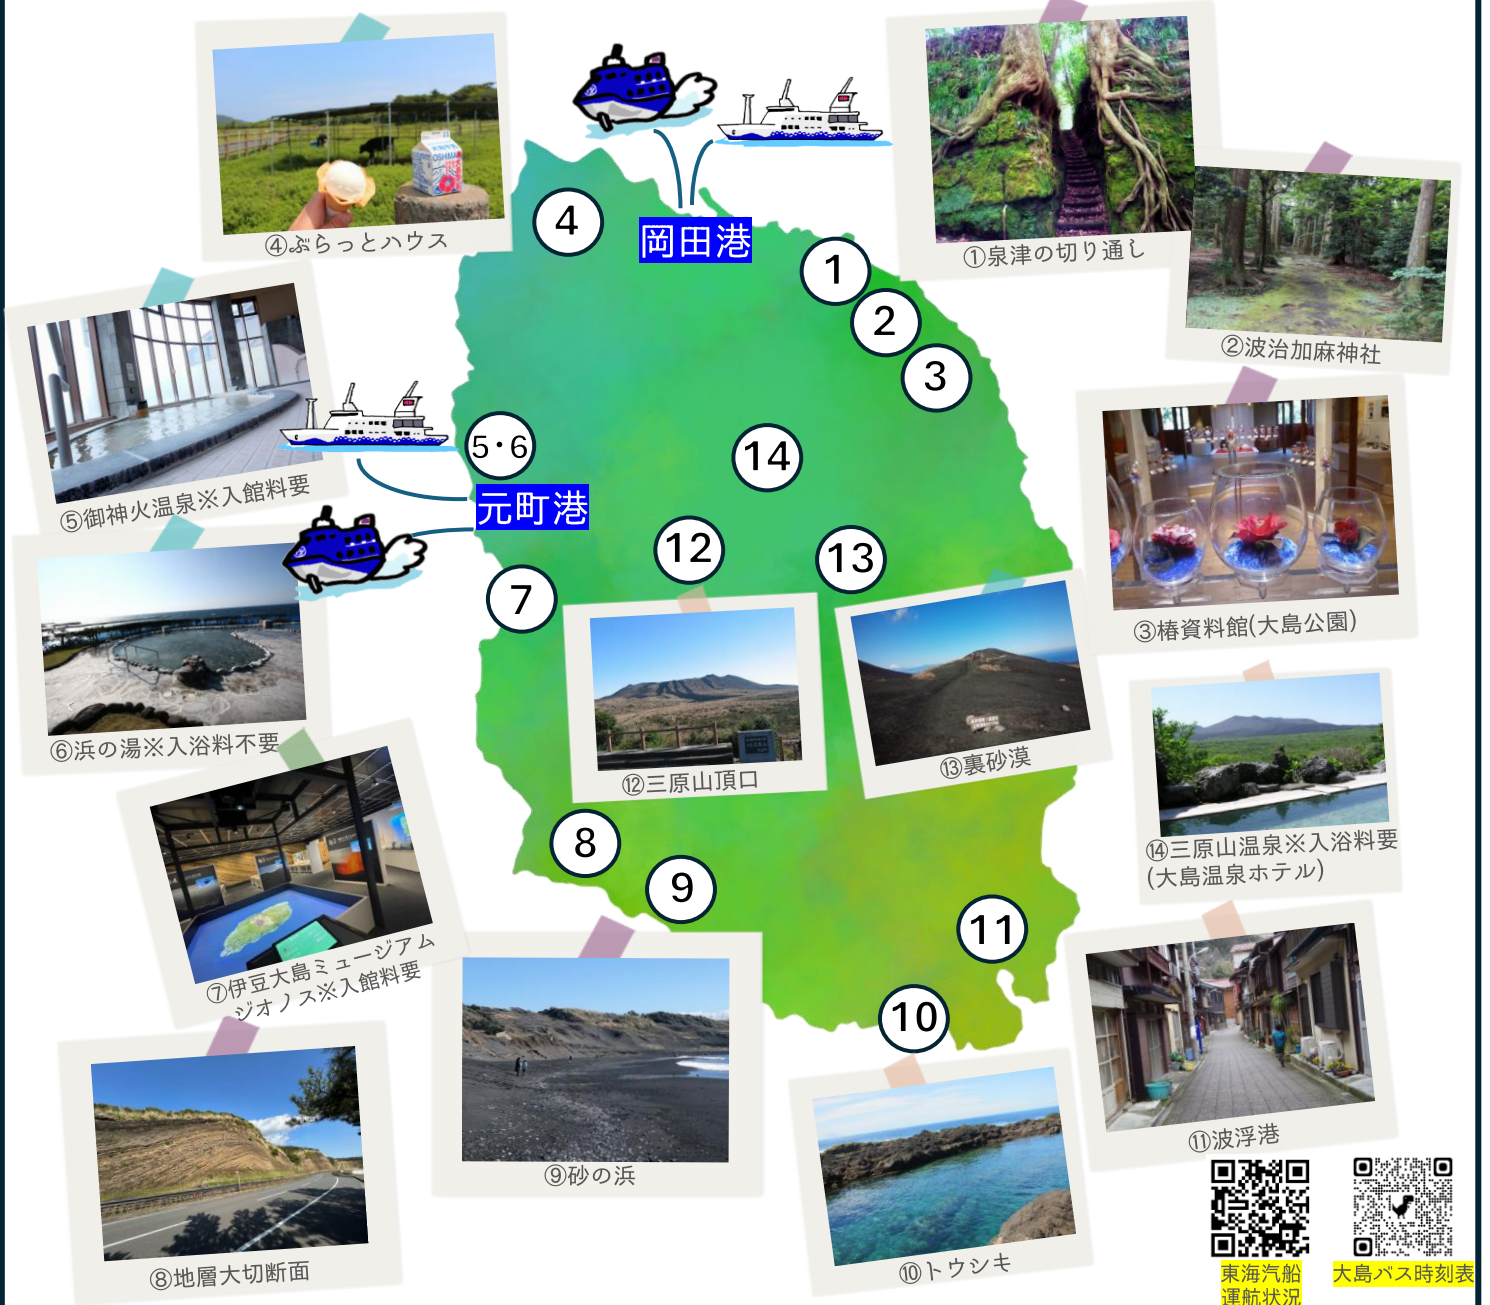 ④ぶらっとハウス
OSHIMA
岡田港
①泉津の切り通し
②波治加麻神社
4
1
2
3
⑤御神火温泉※入館料要
5・6
14
元町港
③椿資料館(大島公園)
12
13
7
⑥浜の湯※入浴料不要
⑫三原山頂口
⑬裏砂漠
⑭三原山温泉※入浴料要
(大島温泉ホテル)
8
9
11
10
⑦伊豆大島ミュージアム
ジオノス※入館料要
⑨砂の浜
⑪波浮港
⑧地層大切断面
⑩トウシキ
東海汽船
運航状況
大島バス時刻表